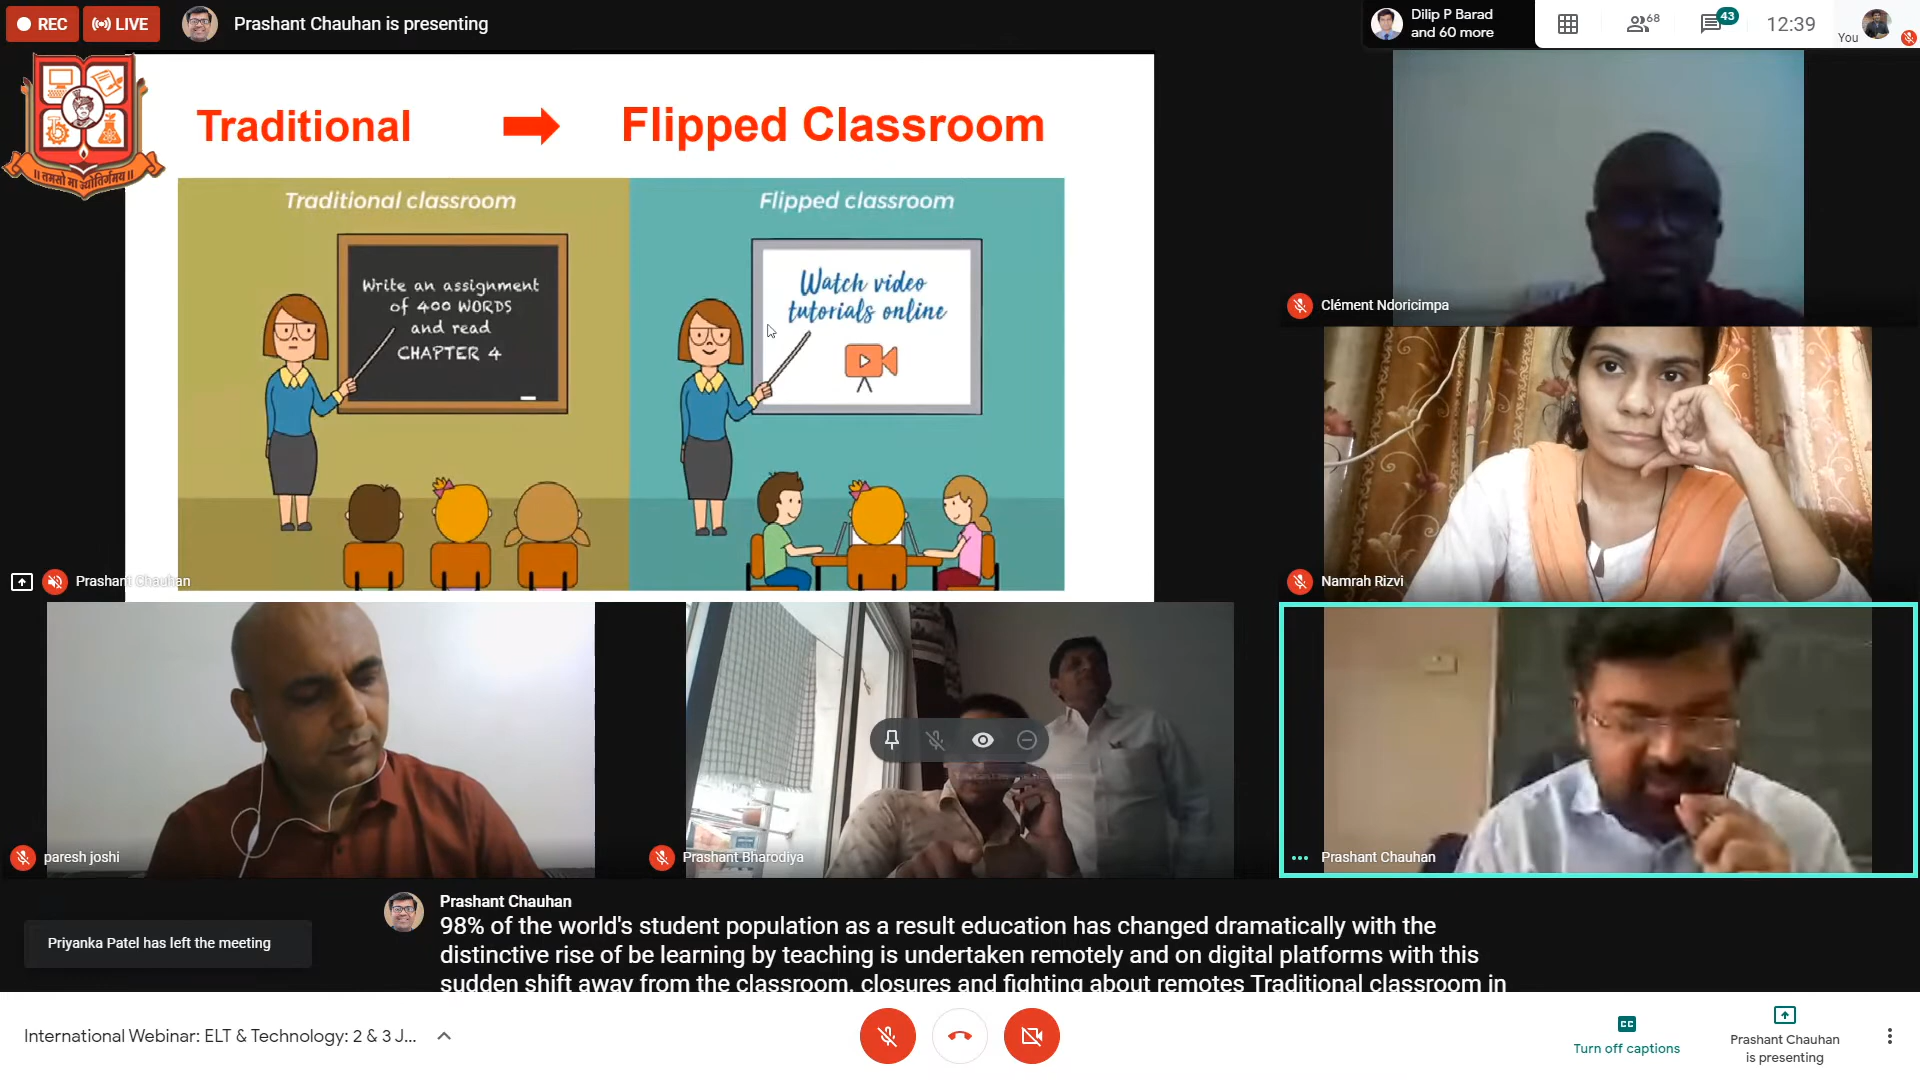 REC
LIVE
Prashant Chauhan is presenting
Dilip P Barad
and 60 more
68
43
12:39
You
॥ तमसो मा ज्योतिर्गमय ॥
Traditional
Flipped Classroom
Traditional classroom
Flipped classroom
Write an assignment
of 400 WORDS
and read
CHAPTER 4
Watch video
tutorials online
Clément Ndoricimpa
Namrah Rizvi
Prashant Chauhan
paresh joshi
Prashant Bharodiya
Prashant Chauhan
Priyanka Patel has left the meeting
Prashant Chauhan
98% of the world's student population as a result education has changed dramatically with the
distinctive rise of be learning by teaching is undertaken remotely and on digital platforms with this
sudden shift away from the classroom, closures and fighting about remotes Traditional classroom in
International Webinar: ELT & Technology: 2 & 3 J...
CC
Turn off captions
Prashant Chauhan
is presenting